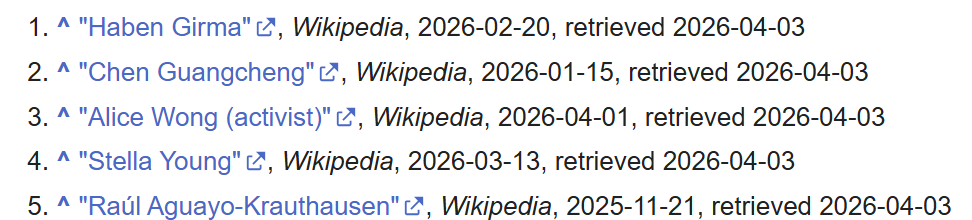 1. ^ "Haben Girma", Wikipedia, 2026-02-20, retrieved 2026-04-03
2. ^ "Chen Guangcheng", Wikipedia, 2026-01-15, retrieved 2026-04-03
3. ^ "Alice Wong (activist)", Wikipedia, 2026-04-01, retrieved 2026-04-03
4. ^ "Stella Young", Wikipedia, 2026-03-13, retrieved 2026-04-03
5. ^ "Raúl Aguayo-Krauthausen", Wikipedia, 2025-11-21, retrieved 2026-04-03